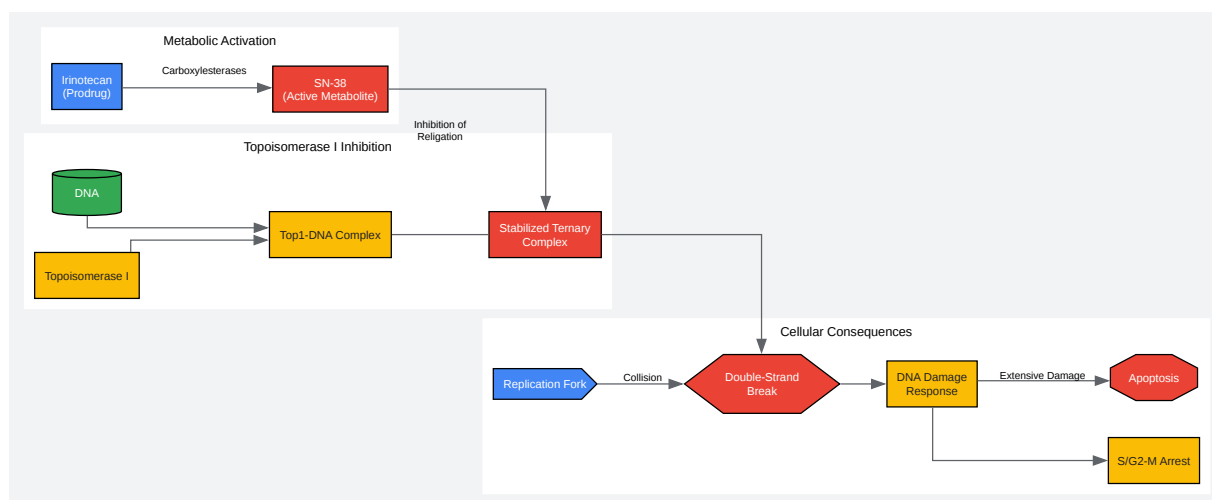 Metabolic Activation
Irinotecan
(Prodrug)
Carboxylesterases
SN-38
(Active Metabolite)
Inhibition of
Religation
Topoisomerase I Inhibition
DNA
Topoisomerase I
Top1-DNA Complex
Stabilized Ternary
Complex
Cellular Consequences
Replication Fork
Collision
Double-Strand
Break
DNA Damage
Response
Extensive Damage
Apoptosis
S/G2-M Arrest